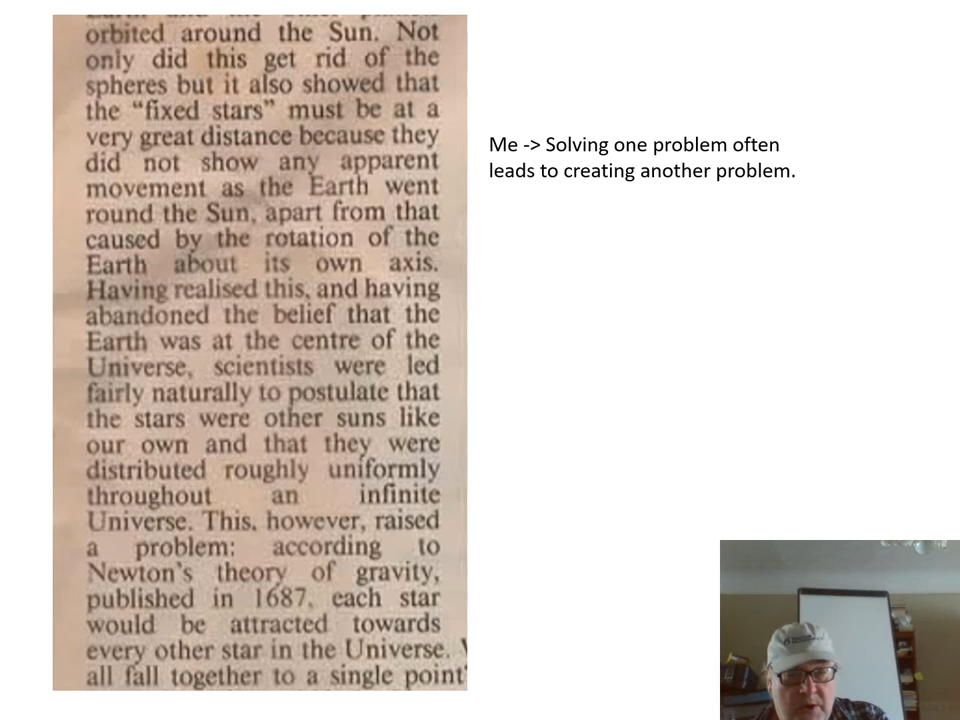 orbited around the Sun. Not
only did this get rid of the
spheres but it also showed that
the “fixed stars” must be at a
very great distance because they
did not show any apparent
movement as the Earth went
round the Sun, apart from that
caused by the rotation of the
Earth about its own axis.
Having realised this, and having
abandoned the belief that the
Earth was at the centre of the
Universe, scientists were led
fairly naturally to postulate that
the stars were other suns like
our own and that they were
distributed roughly uniformly
throughout an infinite
Universe. This, however, raised
a problem: according to
Newton's theory of gravity,
published in 1687, each star
would be attracted towards
every other star in the Universe.
all fall together to a single point
Me -> Solving one problem often
leads to creating another problem.